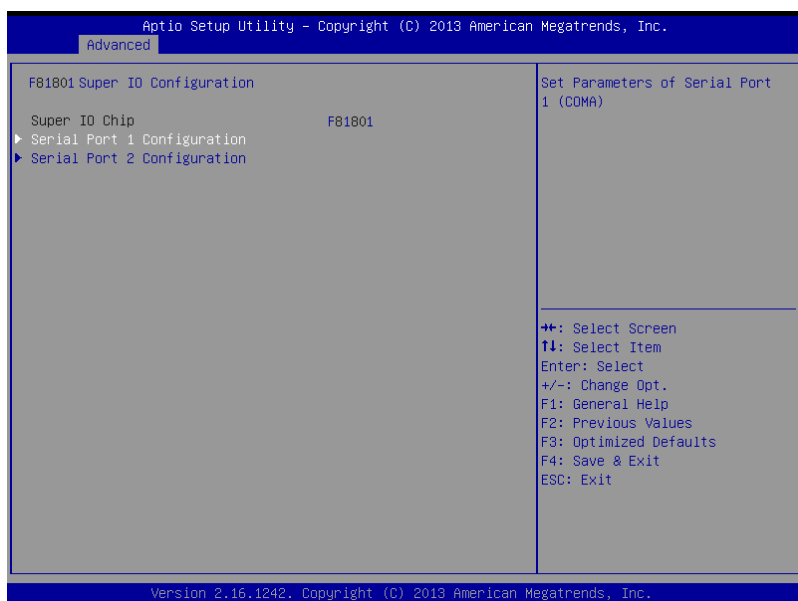 Aptio Setup Utility – Copyright (C) 2013 American Megatrends, Inc.
Advanced
F81801 Super IO Configuration
Super IO Chip F81801
► Serial Port 1 Configuration
► Serial Port 2 Configuration
Set Parameters of Serial Port
1 (COMA)
→←: Select Screen
↑↓: Select Item
Enter: Select
+/-: Change Opt.
F1: General Help
F2: Previous Values
F3: Optimized Defaults
F4: Save & Exit
ESC: Exit
Version 2.16.1242. Copyright (C) 2013 American Megatrends, Inc.